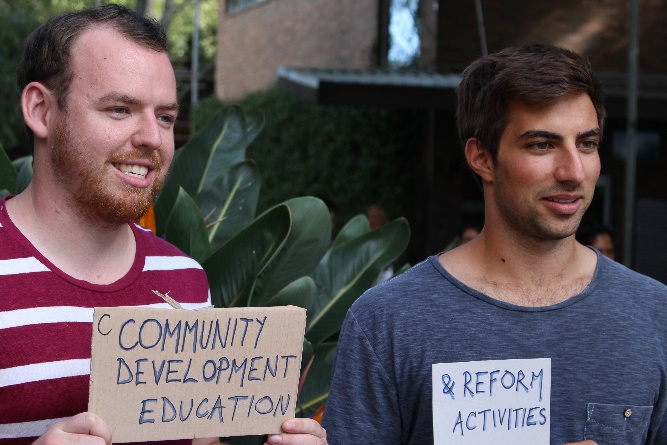 C COMMUNITY
DEVELOPMENT
EDUCATION
& REFORM
ACTIVITIES